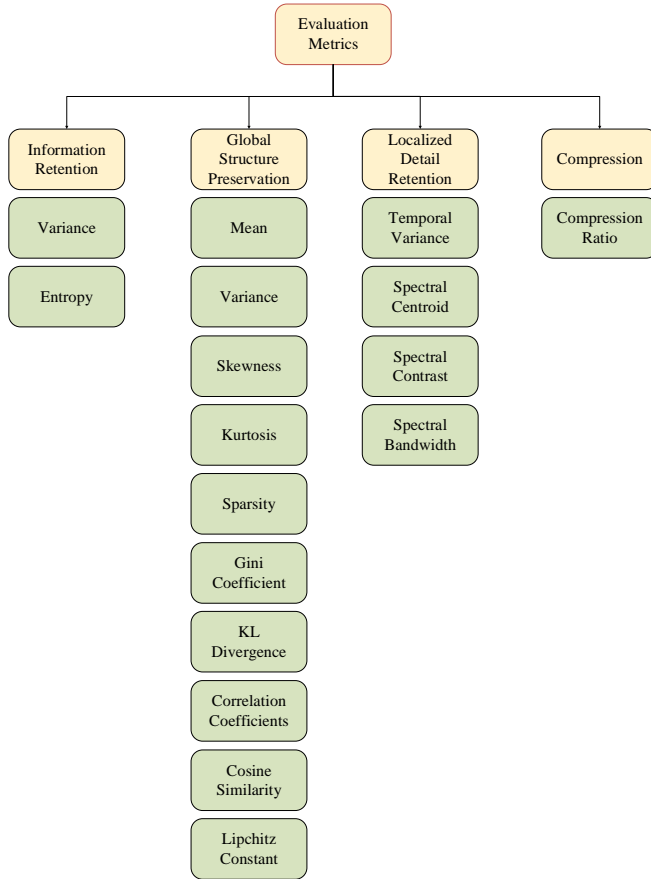 Evaluation
Metrics
Information
Retention
Global
Structure
Preservation
Localized
Detail
Retention
Compression
Variance
Entropy
Mean
Variance
Skewness
Kurtosis
Sparsity
Gini
Coefficient
KL
Divergence
Correlation
Coefficients
Cosine
Similarity
Lipchitz
Constant
Temporal
Variance
Spectral
Centroid
Spectral
Contrast
Spectral
Bandwidth
Compression
Ratio